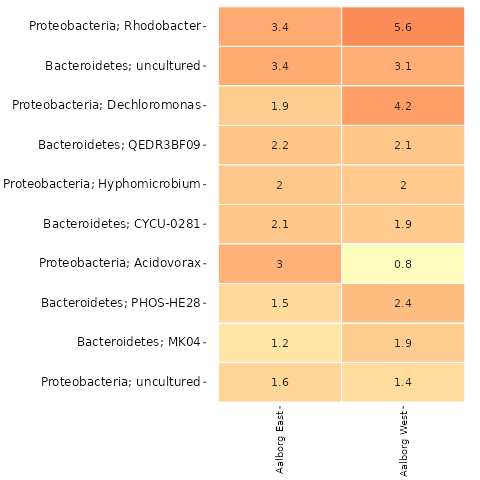 Proteobacteria; Rhodobacter- 3.4 5.6
Bacteroidetes; uncultured- 3.4 3.1
Proteobacteria; Dechloromonas- 1.9 4.2
Bacteroidetes; QEDR3BF09- 2.2 2.1
Proteobacteria; Hyphomicrobium- 2 2
Bacteroidetes; CYCU-0281- 2.1 1.9
Proteobacteria; Acidovorax- 3 0.8
Bacteroidetes; PHOS-HE28- 1.5 2.4
Bacteroidetes; MK04- 1.2 1.9
Proteobacteria; uncultured- 1.6 1.4
Aalborg East-
Aalborg West-